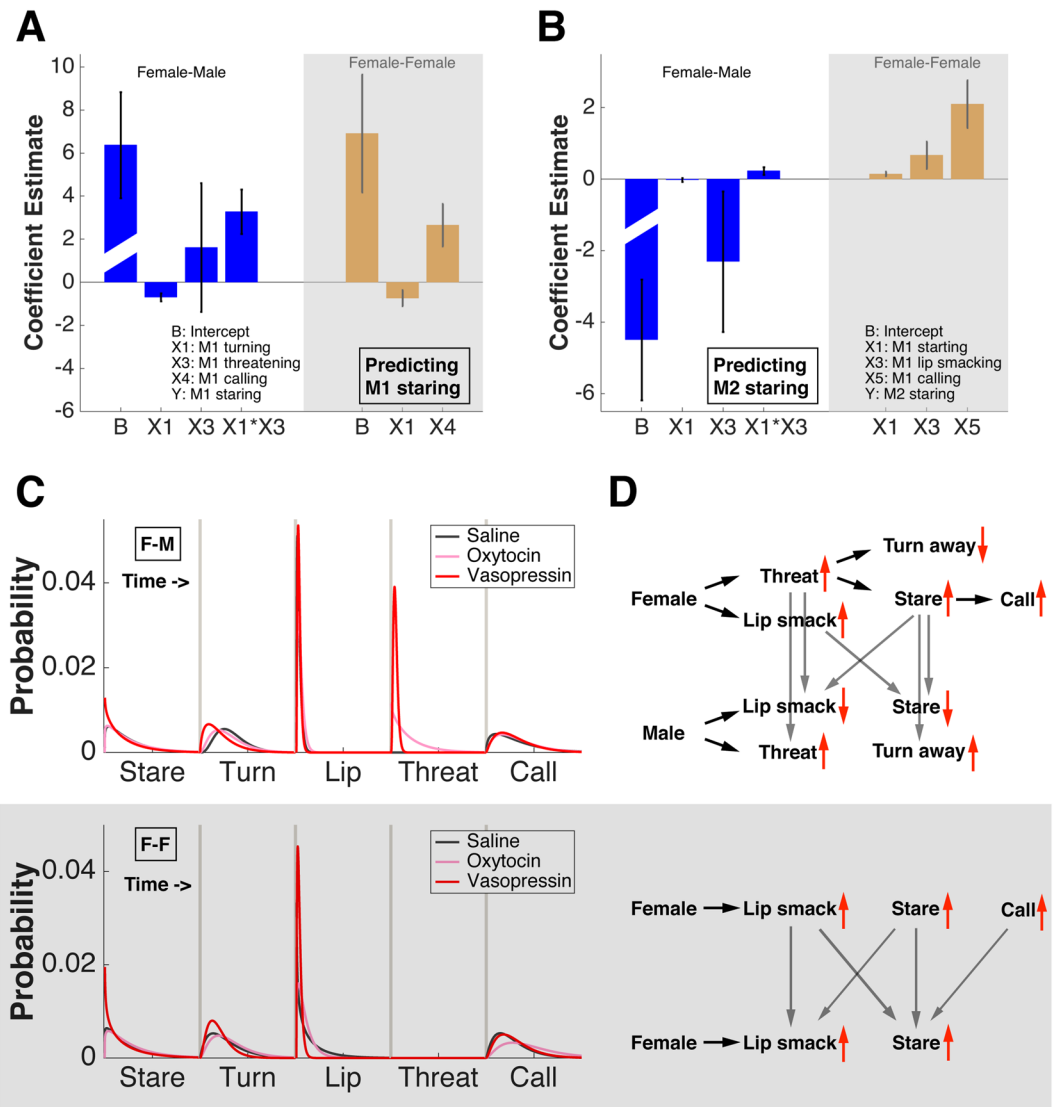 A
Female-Male
Female-Female
Coefficient Estimate
10
8
6
4
2
0
-2
-4
-6
B: Intercept
X1: M1 turning
X3: M1 threatening
X4: M1 calling
Y: M1 staring
Predicting
M1 staring
B X1 X3 X1*X3 B X1 X4
B
Female-Male
Female-Female
Coefficient Estimate
2
0
-2
-4
-6
Predicting
M2 staring
B: Intercept
X1: M1 starting
X3: M1 lip smacking
X5: M1 calling
Y: M2 staring
B X1 X3 X1*X3 X1 X3 X5
C
F-M
Time ->
Saline
Oxytocin
Vasopressin
Probability
0.04
0.02
0
Stare Turn Lip Threat Call
F-F
Time ->
Saline
Oxytocin
Vasopressin
Probability
0.04
0.02
0
Stare Turn Lip Threat Call
D
Turn away
Threat
Female
Stare
Call
Lip smack
Lip smack
Stare
Male
Threat
Turn away
Female Lip smack Stare Call
Female Lip smack Stare